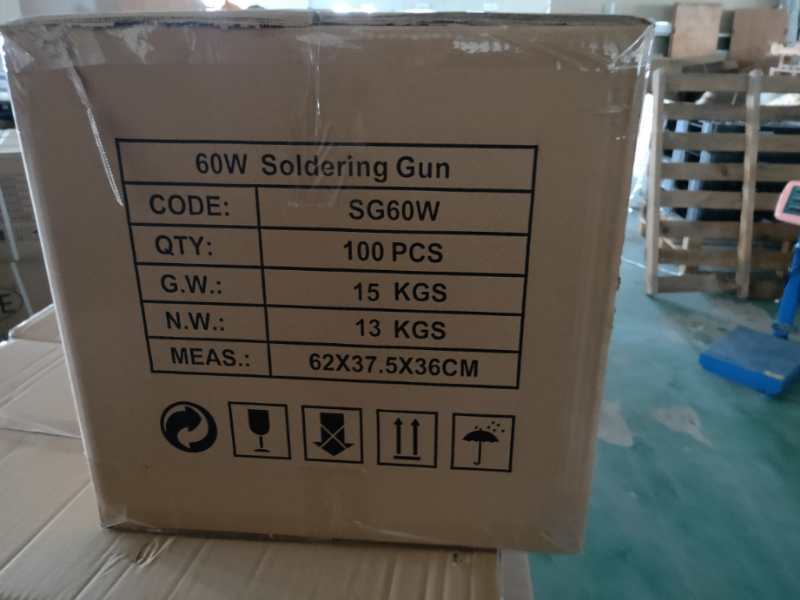 60W Soldering Gun
CODE: SG60W
QTY: 100 PCS
G.W.: 15 KGS
N.W.: 13 KGS
MEAS.: 62X37.5X36CM